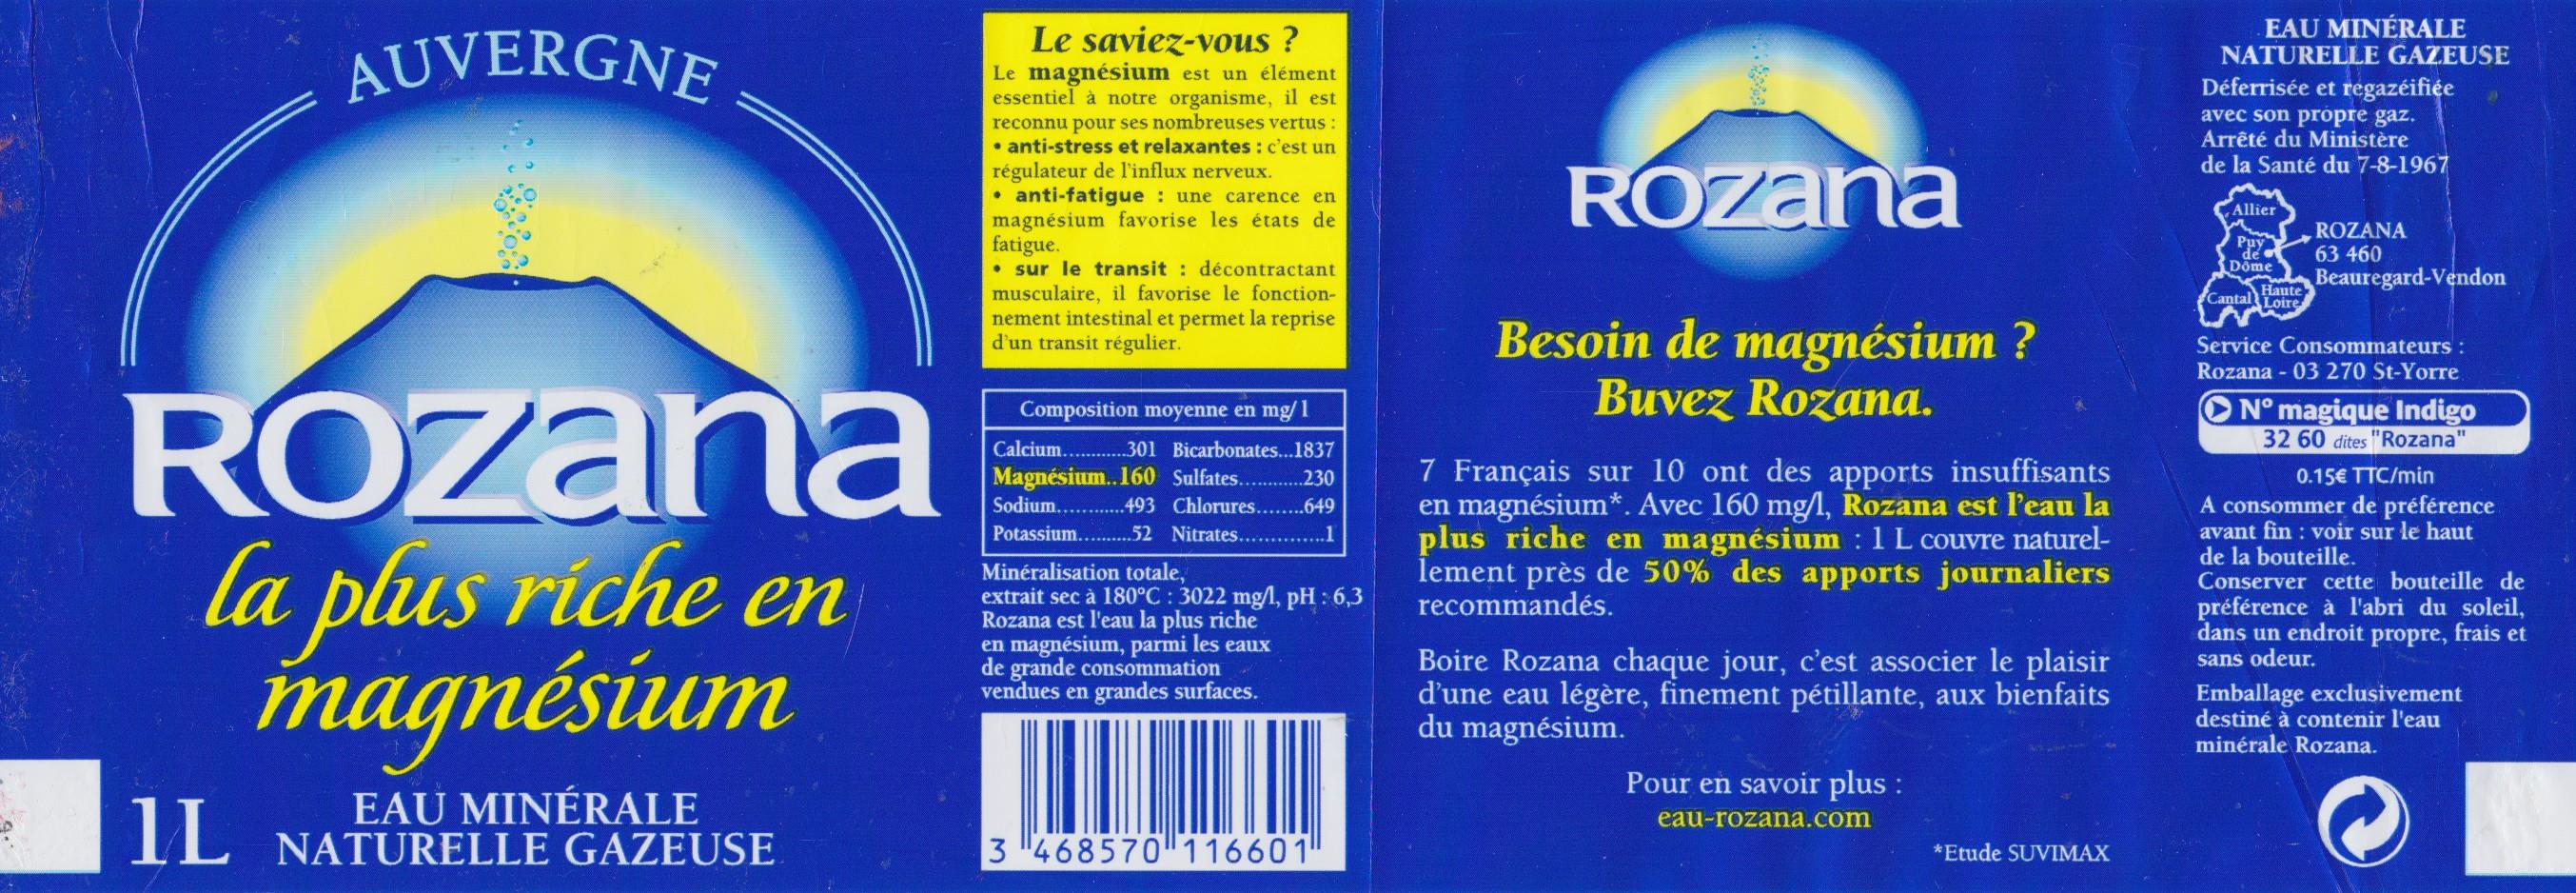 AUVERGNE
ROZana
la plus riche en
magnésium
1L
EAU MINÉRALE
NATURELLE GAZEUSE
Le saviez-vous ?
Le magnésium est un élément
essentiel à notre organisme, il est
reconnu pour ses nombreuses vertus :
• anti-stress et relaxantes : c'est un
régulateur de l'influx nerveux.
• anti-fatigue : une carence en
magnésium favorise les états de
fatigue.
• sur le transit : décontractant
musculaire, il favorise le fonction-
nement intestinal et permet la reprise
d'un transit régulier.
Composition moyenne en mg/l
Calcium............301 Bicarbonates...1837
Magnésium..160 Sulfates...........230
Sodium............493 Chlorures........649
Potassium..........52 Nitrates..............1
Minéralisation totale,
extrait sec à 180°C : 3022 mg/l, pH : 6,3
Rozana est l'eau la plus riche
en magnésium, parmi les eaux
de grande consommation
vendues en grandes surfaces.
3 468570 116601
ROZana
Besoin de magnésium ?
Buvez Rozana.
7 Français sur 10 ont des apports insuffisants
en magnésium*. Avec 160 mg/l, Rozana est l'eau la
plus riche en magnésium : 1 L couvre naturel-
lement près de 50% des apports journaliers
recommandés.
Boire Rozana chaque jour, c'est associer le plaisir
d'une eau légère, finement pétillante, aux bienfaits
du magnésium.
Pour en savoir plus :
eau-rozana.com
*Etude SUVIMAX
EAU MINÉRALE
NATURELLE GAZEUSE
Déferrisée et regazéifiée
avec son propre gaz.
Arrêté du Ministère
de la Santé du 7-8-1967
Allier
Puy
de
Dôme
Cantal
Haute
Loire
ROZANA
63 460
Beauregard-Vendon
Service Consommateurs :
Rozana - 03 270 St-Yorre
N° magique Indigo
32 60 dites "Rozana"
0.15€ TTC/min
A consommer de préférence
avant fin : voir sur le haut
de la bouteille.
Conserver cette bouteille de
préférence à l'abri du soleil,
dans un endroit propre, frais et
sans odeur.
Emballage exclusivement
destiné à contenir l'eau
minérale Rozana.